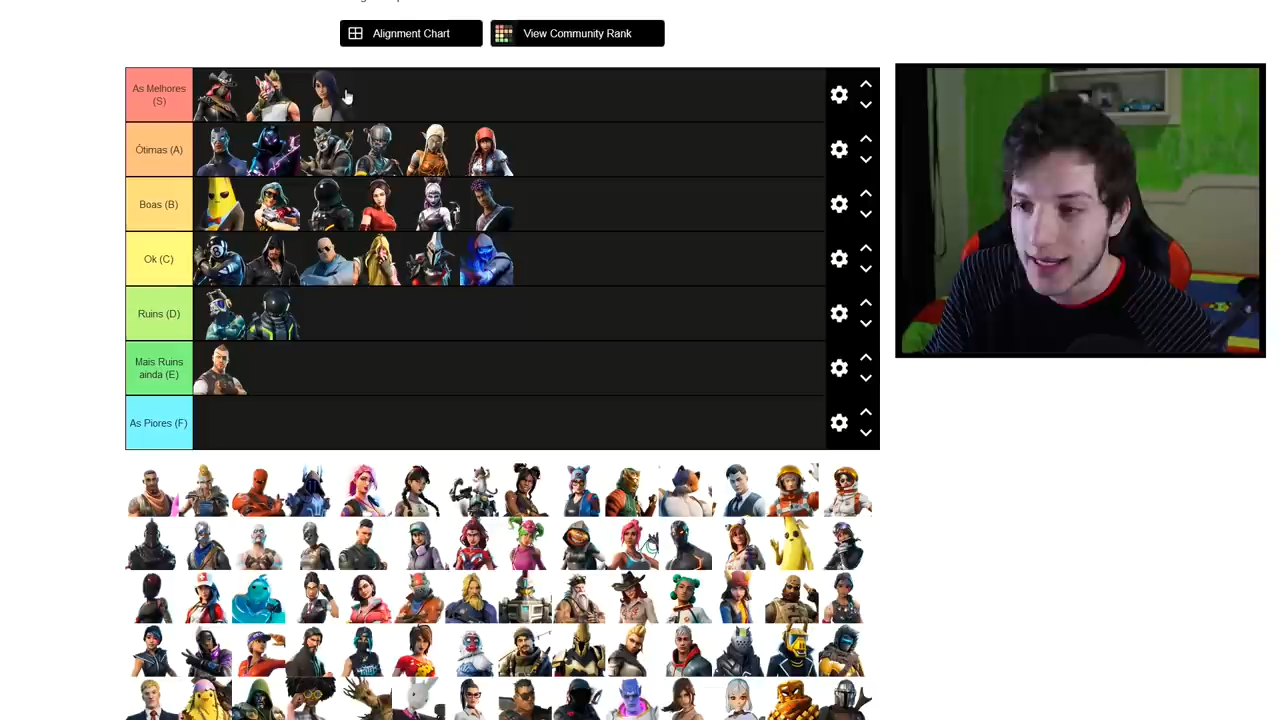 Alignment Chart
View Community Rank
As Melhores
(S)
Ótimas (A)
Boas (B)
Ok (C)
Ruins (D)
Mais Ruins
ainda (E)
As Piores (F)